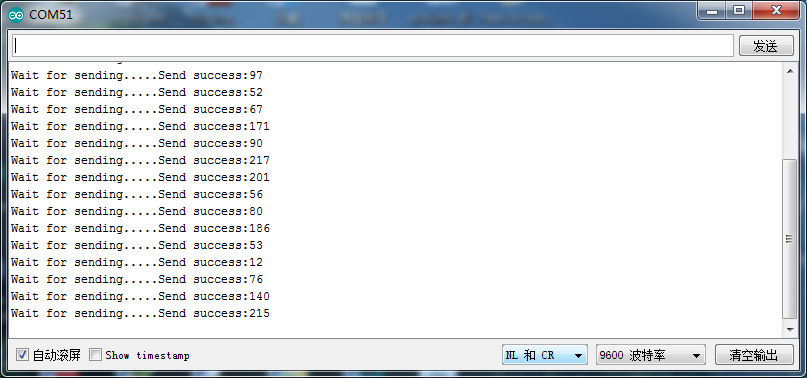 COM51
发送
Wait for sending.....Send success:97
Wait for sending.....Send success:52
Wait for sending.....Send success:67
Wait for sending.....Send success:171
Wait for sending.....Send success:90
Wait for sending.....Send success:217
Wait for sending.....Send success:201
Wait for sending.....Send success:56
Wait for sending.....Send success:80
Wait for sending.....Send success:186
Wait for sending.....Send success:53
Wait for sending.....Send success:12
Wait for sending.....Send success:76
Wait for sending.....Send success:140
Wait for sending.....Send success:215
自动滚屏 Show timestamp NL 和 CR 9600 波特率 清空输出